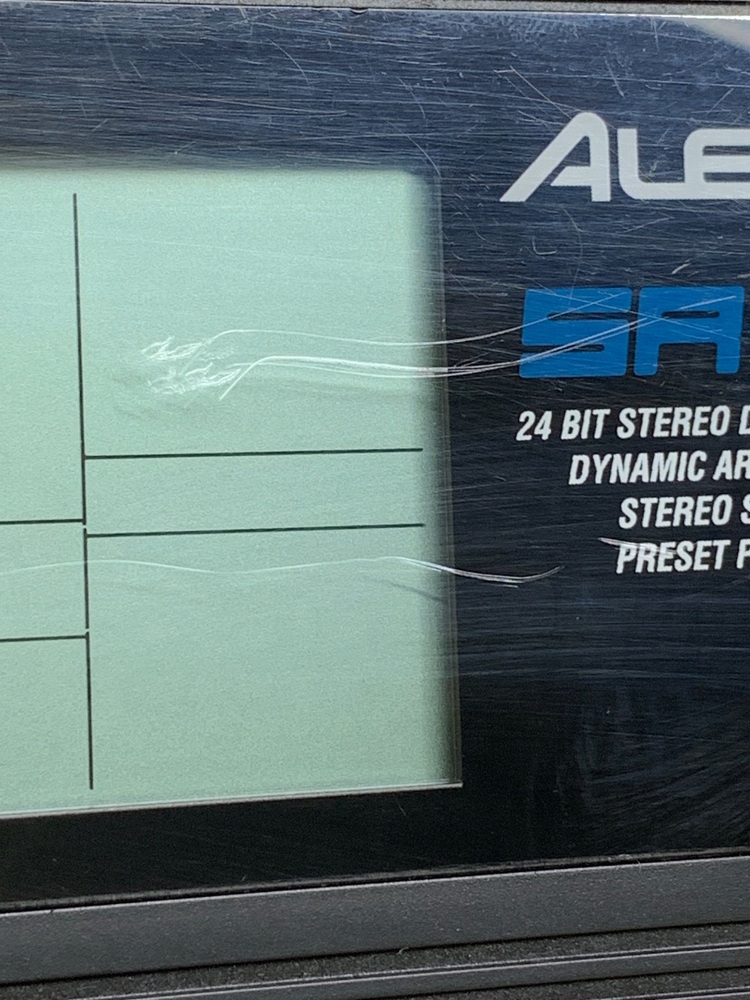 ALE
SR
24 BIT STEREO D
DYNAMIC AR
STEREO S
PRESET P